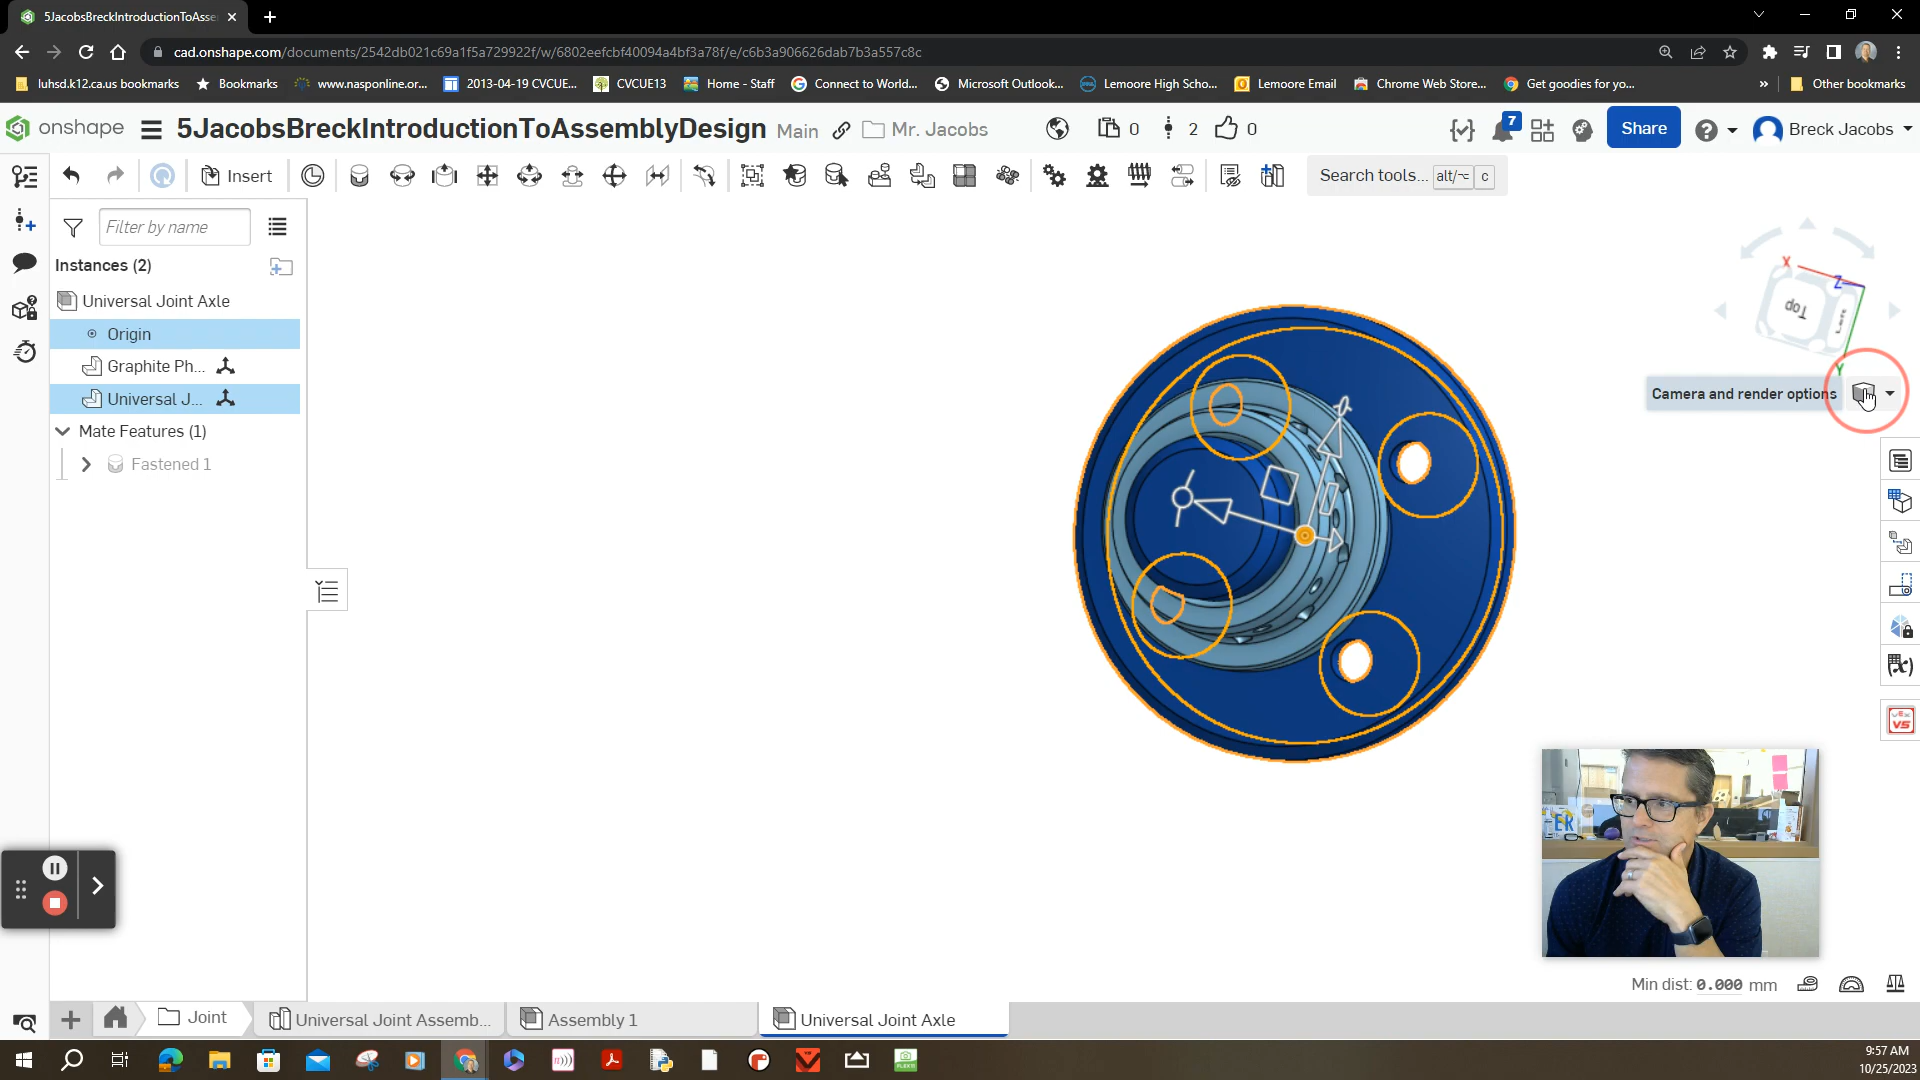 5JacobsBreckIntroductionToAsse
cad.onshape.com/documents/2542db021c69a1f5a729922f/w/6802eefcbf40094a4bf3a78f/e/c6b3a906626dab7b3a557c8c
luhsd.k12.ca.us bookmarks Bookmarks www.nasponline.or... 2013-04-19 CVCUE... CVCUE13 Home - Staff Connect to World... Microsoft Outlook... Lemoore High Scho... Lemoore Email Chrome Web Store... Get goodies for yo... » Other bookmarks
onshape 5JacobsBreckIntroductionToAssemblyDesign Main Mr. Jacobs 0 2 0 7 Share Breck Jacobs
Insert Search tools... alt/⌥ c
Filter by name
Instances (2)
Universal Joint Axle
Origin
Graphite Ph...
Universal J...
Mate Features (1)
Fastened 1
X
Z
Top
Left
Y
Camera and render options
VEX
V5
ER
Min dist: 0.000 mm
Joint Universal Joint Assemb... Assembly 1 Universal Joint Axle
9:57 AM
10/25/2023